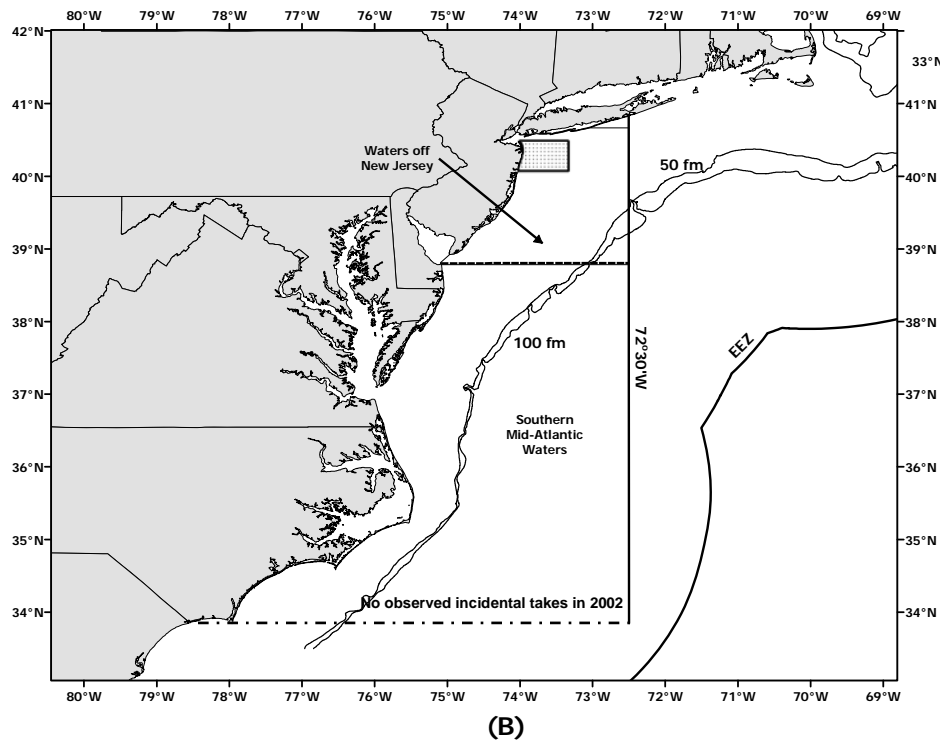 80°W 79°W 78°W 77°W 76°W 75°W 74°W 73°W 72°W 71°W 70°W 69°W
42°N
33°N
41°N 41°N
Waters off
New Jersey
50 fm
40°N 40°N
39°N 39°N
38°N 38°N
100 fm
72°30'W
EEZ
37°N 37°N
Southern
Mid-Atlantic
Waters
36°N 36°N
35°N 35°N
No observed incidental takes in 2002
34°N 34°N
80°W 79°W 78°W 77°W 76°W 75°W 74°W 73°W 72°W 71°W 70°W 69°W
(B)